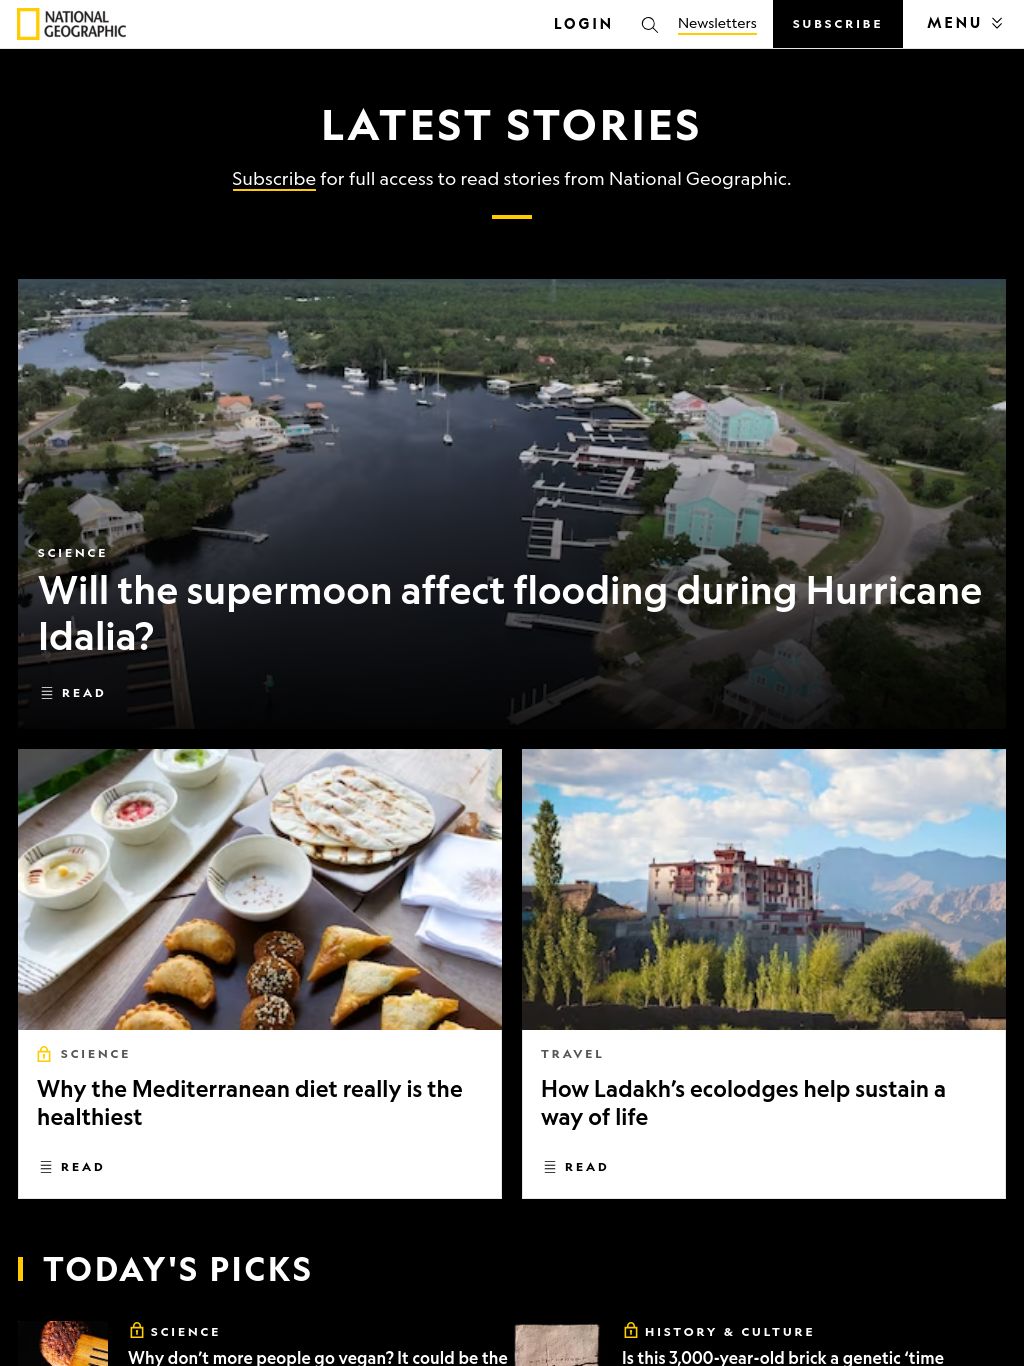 NATIONAL
GEOGRAPHIC
LOGIN
Newsletters
SUBSCRIBE
MENU
LATEST STORIES
Subscribe for full access to read stories from National Geographic.
SCIENCE
Will the supermoon affect flooding during Hurricane
Idalia?
READ
SCIENCE
Why the Mediterranean diet really is the
healthiest
READ
TRAVEL
How Ladakh’s ecolodges help sustain a
way of life
READ
TODAY'S PICKS
SCIENCE
Why don’t more people go vegan? It could be the
HISTORY & CULTURE
Is this 3,000-year-old brick a genetic ‘time